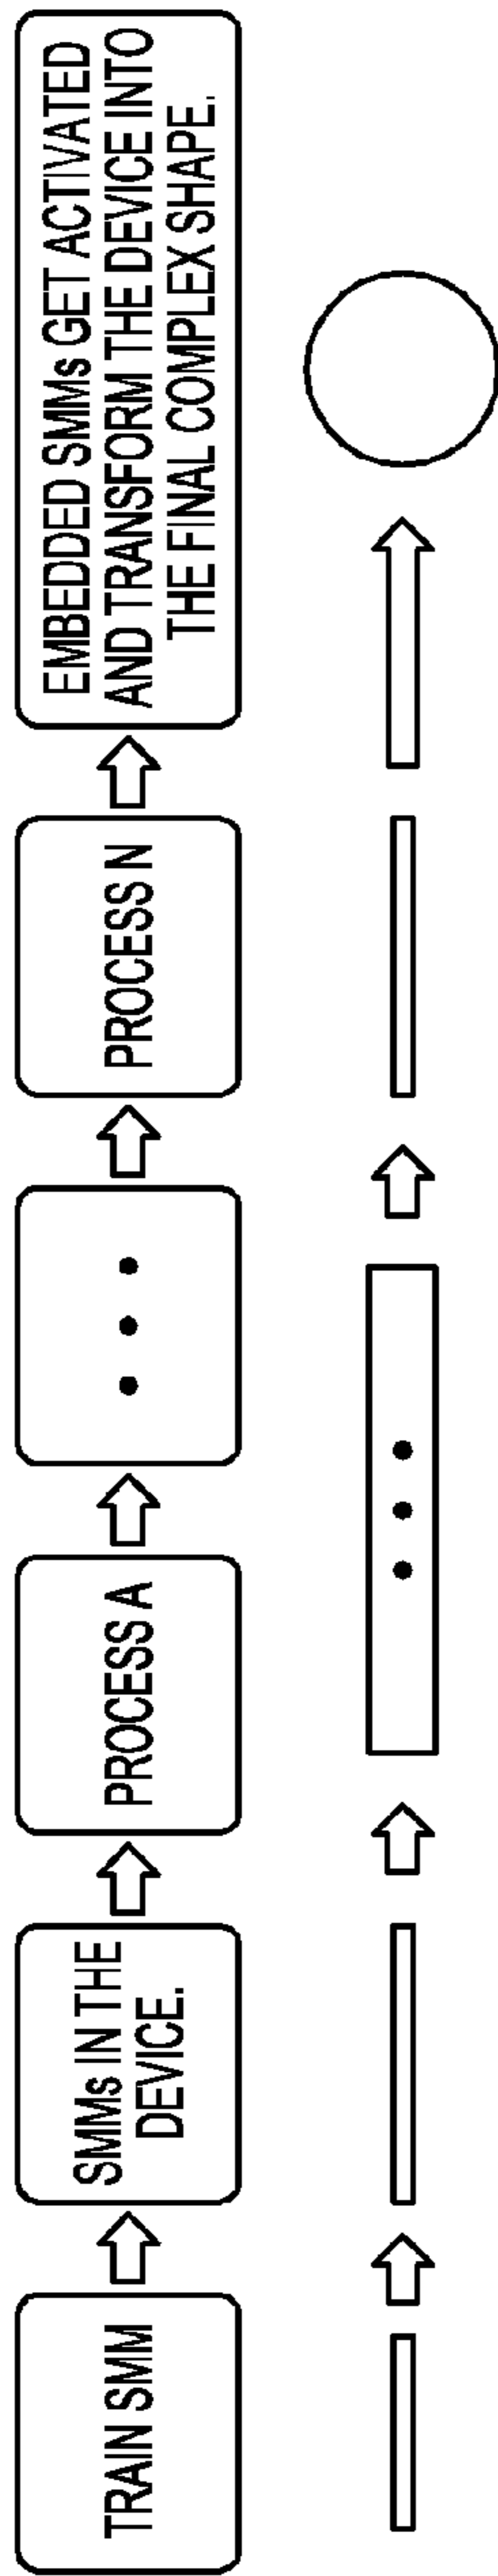 TRAIN SMM
SMMs IN THE
DEVICE.
PROCESS A
• • •
PROCESS N
EMBEDDED SMMs GET ACTIVATED
AND TRANSFORM THE DEVICE INTO
THE FINAL COMPLEX SHAPE.
• • •